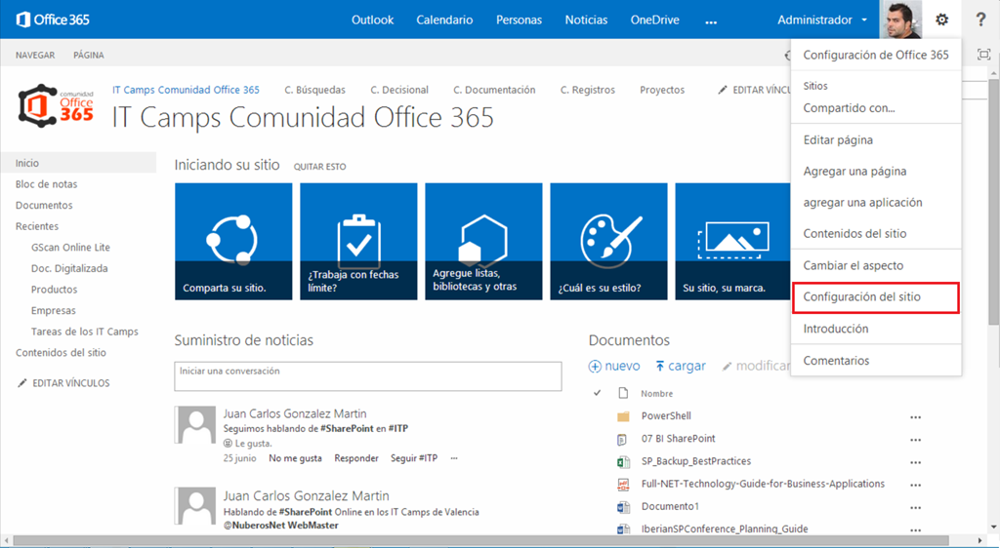 Office 365
Outlook Calendario Personas Noticias OneDrive ... Administrador ?
NAVEGAR PÁGINA
comunidad
Office
365
IT Camps Comunidad Office 365 C. Búsquedas C. Decisional C. Documentación C. Registros Proyectos EDITAR VÍNCU
IT Camps Comunidad Office 365
Configuración de Office 365
Sitios
Compartido con...
Editar página
Agregar una página
agregar una aplicación
Contenidos del sitio
Cambiar el aspecto
Configuración del sitio
Introducción
Comentarios
Inicio
Bloc de notas
Documentos
Recientes
GScan Online Lite
Doc. Digitalizada
Productos
Empresas
Tareas de los IT Camps
Contenidos del sitio
EDITAR VÍNCULOS
Iniciando su sitio QUITAR ESTO
Comparta su sitio.
¿Trabaja con fechas
límite?
Agregue listas,
bibliotecas y otras
¿Cuál es su estilo?
Su sitio, su marca.
Suministro de noticias
Iniciar una conversación
Juan Carlos Gonzalez Martin
Seguimos hablando de #SharePoint en #ITP
Le gusta.
25 junio No me gusta Responder Seguir #ITP ...
Juan Carlos Gonzalez Martin
Hablando de #SharePoint Online en los IT Camps de Valencia
@NuberosNet WebMaster
Documentos
nuevo cargar modificar
Nombre
PowerShell ...
07 BI SharePoint ...
SP_Backup_BestPractices ...
Full-NET-Technology-Guide-for-Business-Applications ...
Documento1 ...
IberianSPConference_Planning_Guide ...